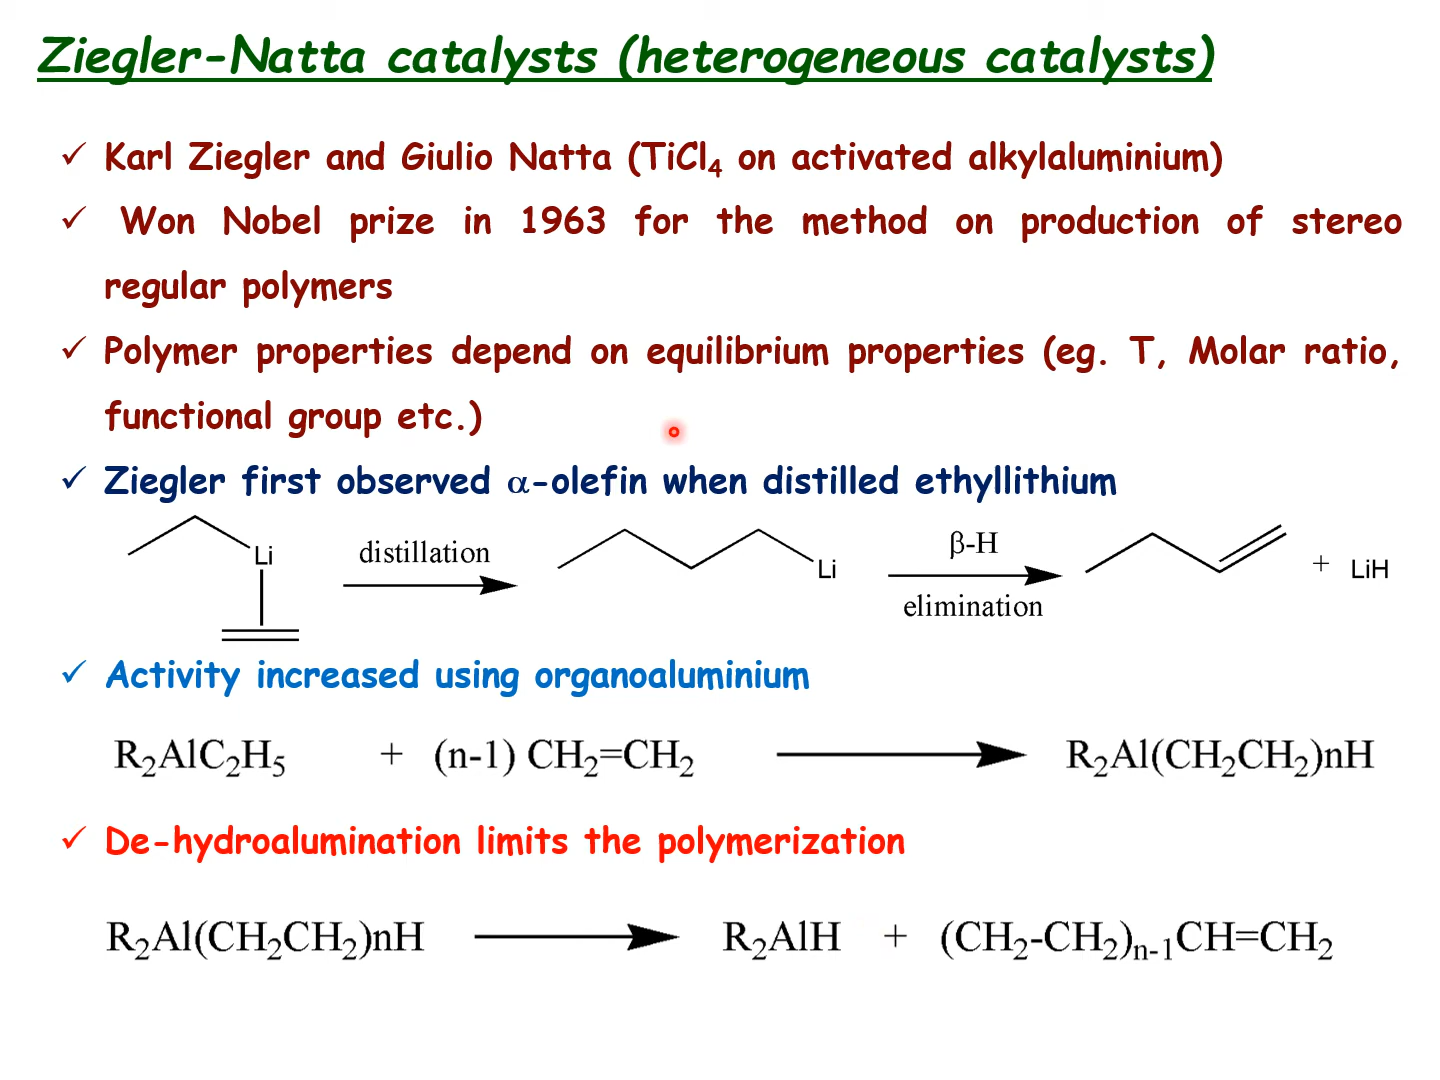 Ziegler-Natta catalysts (heterogeneous catalysts)
✓ Karl Ziegler and Giulio Natta (TiCl₄ on activated alkylaluminium)
✓ Won Nobel prize in 1963 for the method on production of stereo
regular polymers
✓ Polymer properties depend on equilibrium properties (eg. T, Molar ratio,
functional group etc.)
✓ Ziegler first observed α-olefin when distilled ethyllithium
Li distillation Li β-H elimination + LiH
✓ Activity increased using organoaluminium
R₂AlC₂H₅ + (n-1) CH₂=CH₂ R₂Al(CH₂CH₂)nH
✓ De-hydroalumination limits the polymerization
R₂Al(CH₂CH₂)nH R₂AlH + (CH₂-CH₂)ₙ₋₁CH=CH₂